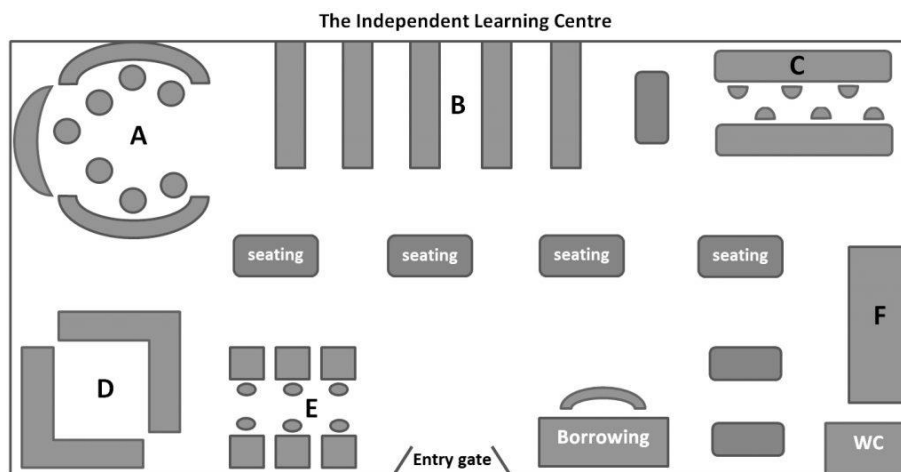 The Independent Learning Centre
A
B
C
seating
seating
seating
seating
F
D
E
Borrowing
WC
Entry gate